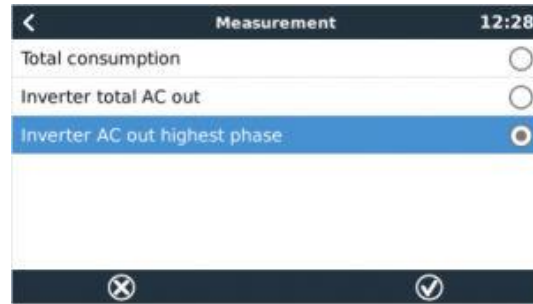 Measurement 12:28
Total consumption
Inverter total AC out
Inverter AC out highest phase